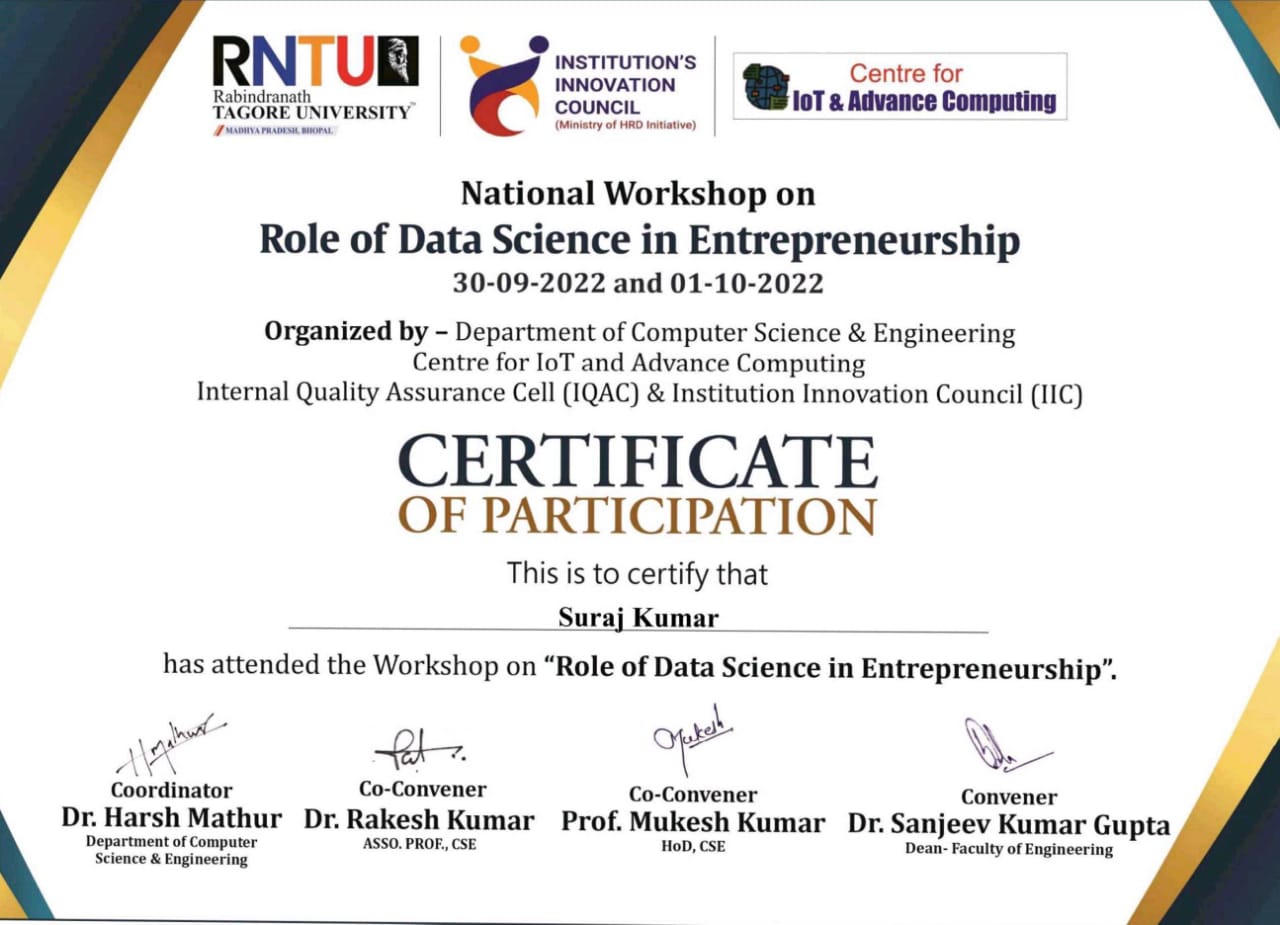 RNTU
Rabindranath
TAGORE UNIVERSITY™
MADHYA PRADESH, BHOPAL
INSTITUTION'S
INNOVATION
COUNCIL
(Ministry of HRD Initiative)
Centre for
IoT & Advance Computing
National Workshop on
Role of Data Science in Entrepreneurship
30-09-2022 and 01-10-2022
Organized by – Department of Computer Science & Engineering
Centre for IoT and Advance Computing
Internal Quality Assurance Cell (IQAC) & Institution Innovation Council (IIC)
CERTIFICATE
OF PARTICIPATION
This is to certify that
Suraj Kumar
has attended the Workshop on “Role of Data Science in Entrepreneurship”.
HMathur
Mukesh
Coordinator
Dr. Harsh Mathur
Department of Computer
Science & Engineering
Co-Convener
Dr. Rakesh Kumar
ASSO. PROF., CSE
Co-Convener
Prof. Mukesh Kumar
HoD, CSE
Convener
Dr. Sanjeev Kumar Gupta
Dean- Faculty of Engineering